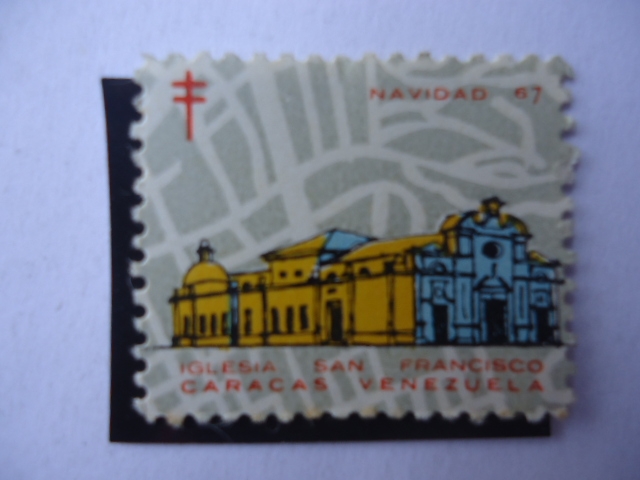 NAVIDAD 67
IGLESIA SAN FRANCISCO
CARACAS VENEZUELA